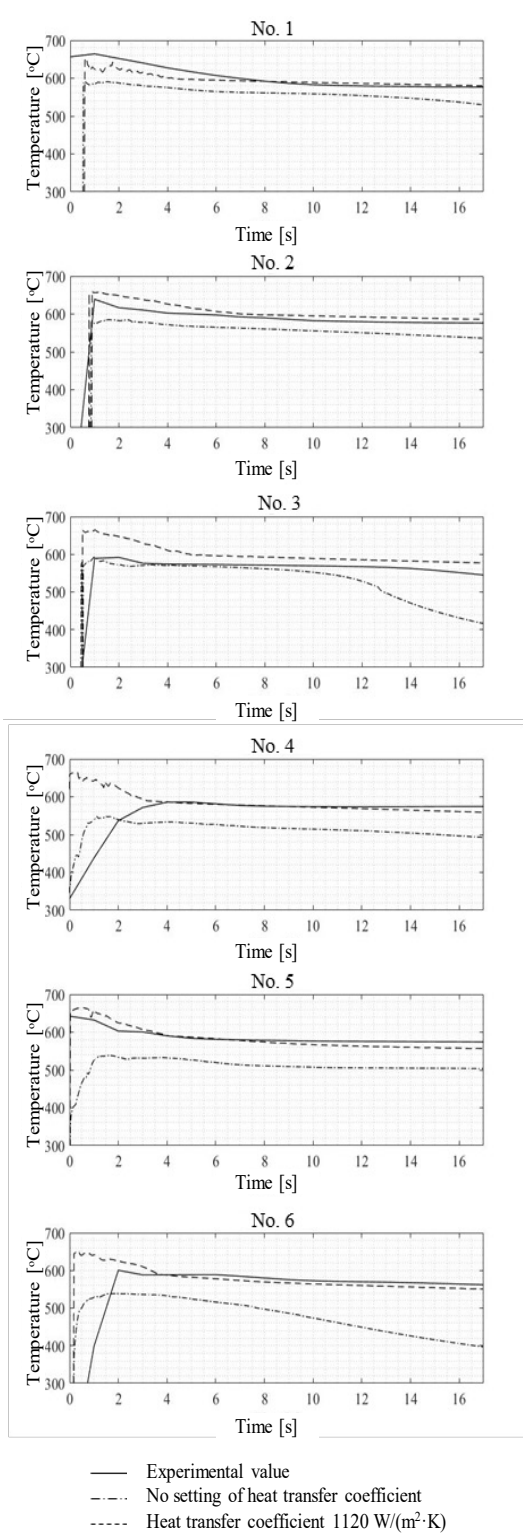 No. 1
Temperature [°C]
700
600
500
400
300
0 2 4 6 8 10 12 14 16
Time [s]
No. 2
Temperature [°C]
700
600
500
400
300
0 2 4 6 8 10 12 14 16
Time [s]
No. 3
Temperature [°C]
700
600
500
400
300
0 2 4 6 8 10 12 14 16
Time [s]
No. 4
Temperature [°C]
700
600
500
400
300
0 2 4 6 8 10 12 14 16
Time [s]
No. 5
Temperature [°C]
700
600
500
400
300
0 2 4 6 8 10 12 14 16
Time [s]
No. 6
Temperature [°C]
700
600
500
400
300
0 2 4 6 8 10 12 14 16
Time [s]
Experimental value
No setting of heat transfer coefficient
Heat transfer coefficient 1120 W/(m²·K)